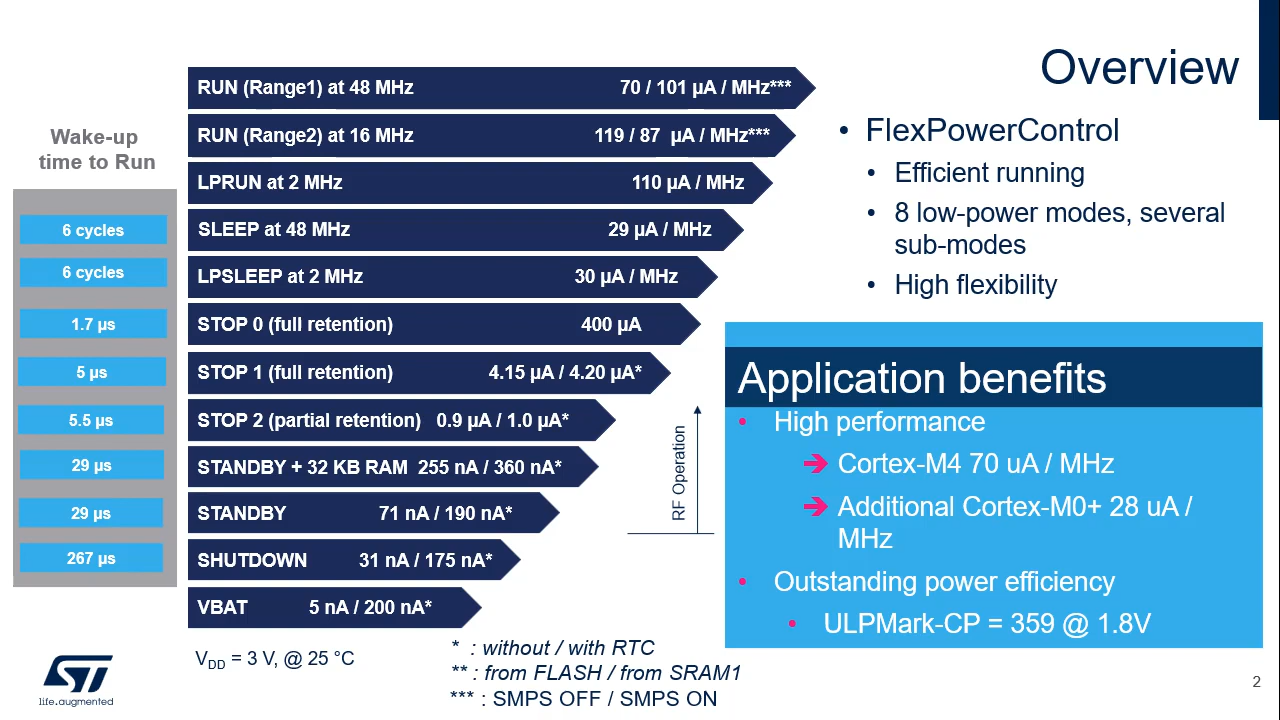 Overview
Wake-up
time to Run
RUN (Range1) at 48 MHz 70 / 101 µA / MHz***
RUN (Range2) at 16 MHz 119 / 87 µA / MHz***
LPRUN at 2 MHz 110 µA / MHz
6 cycles SLEEP at 48 MHz 29 µA / MHz
6 cycles LPSLEEP at 2 MHz 30 µA / MHz
1.7 µs STOP 0 (full retention) 400 µA
5 µs STOP 1 (full retention) 4.15 µA / 4.20 µA*
5.5 µs STOP 2 (partial retention) 0.9 µA / 1.0 µA*
29 µs STANDBY + 32 KB RAM 255 nA / 360 nA*
29 µs STANDBY 71 nA / 190 nA*
267 µs SHUTDOWN 31 nA / 175 nA*
VBAT 5 nA / 200 nA*
RF Operation
VDD = 3 V, @ 25 °C
* : without / with RTC
** : from FLASH / from SRAM1
*** : SMPS OFF / SMPS ON
• FlexPowerControl
• Efficient running
• 8 low-power modes, several
sub-modes
• High flexibility
Application benefits
• High performance
➔ Cortex-M4 70 uA / MHz
➔ Additional Cortex-M0+ 28 uA /
MHz
• Outstanding power efficiency
• ULPMark-CP = 359 @ 1.8V
ST
life.augmented
2